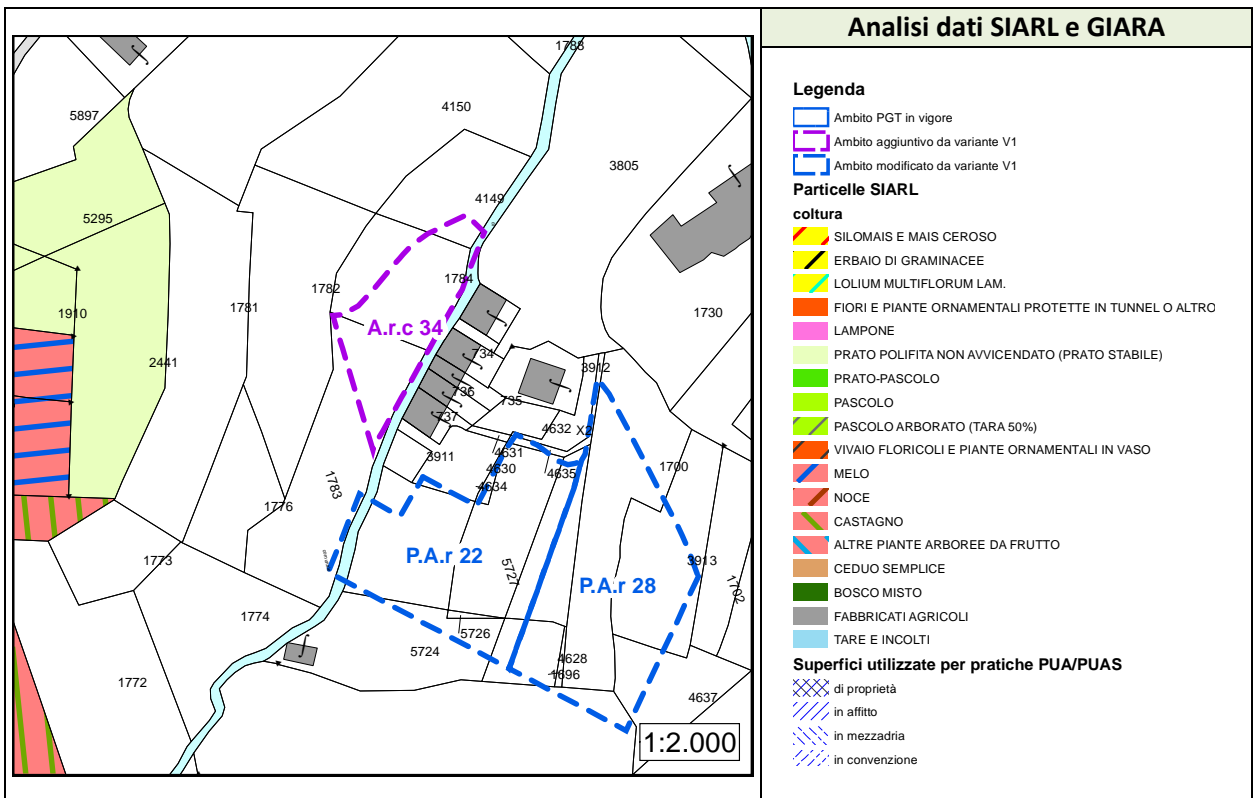 Analisi dati SIARL e GIARA
1788
4150
5897
3805
4149
5295
1784
1782
1781
1910
1730
A.r.c 34
2441
734
3912
736
735
737
4632 X2
3911
4631
4630
4635
1700
4634
1783
1776
P.A.r 22
3913
1773
5727
P.A.r 28
1702
1774
5726
5724
4628
1696
1772
4637
1:2.000
Legenda
Ambito PGT in vigore
Ambito aggiuntivo da variante V1
Ambito modificato da variante V1
Particelle SIARL
coltura
SILOMAIS E MAIS CEROSO
ERBAIO DI GRAMINACEE
LOLIUM MULTIFLORUM LAM.
FIORI E PIANTE ORNAMENTALI PROTETTE IN TUNNEL O ALTRO
LAMPONE
PRATO POLIFITA NON AVVICENDATO (PRATO STABILE)
PRATO-PASCOLO
PASCOLO
PASCOLO ARBORATO (TARA 50%)
VIVAIO FLORICOLI E PIANTE ORNAMENTALI IN VASO
MELO
NOCE
CASTAGNO
ALTRE PIANTE ARBOREE DA FRUTTO
CEDUO SEMPLICE
BOSCO MISTO
FABBRICATI AGRICOLI
TARE E INCOLTI
Superfici utilizzate per pratiche PUA/PUAS
di proprietà
in affitto
in mezzadria
in convenzione